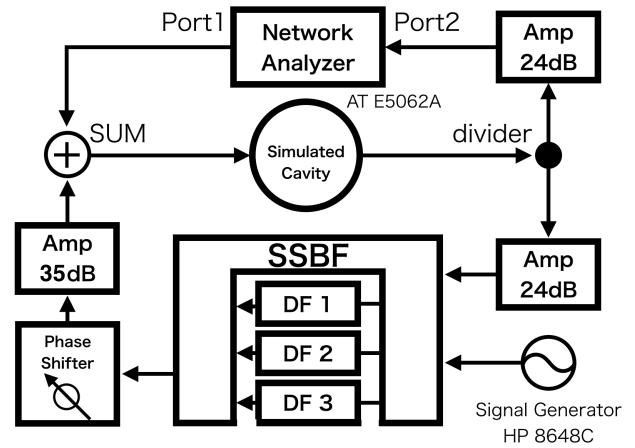 Port1
Network
Analyzer
Port2
Amp
24dB
AT E5062A
SUM
Simulated
Cavity
divider
Amp
35dB
SSBF
DF 1
DF 2
DF 3
Amp
24dB
Phase
Shifter
Signal Generator
HP 8648C